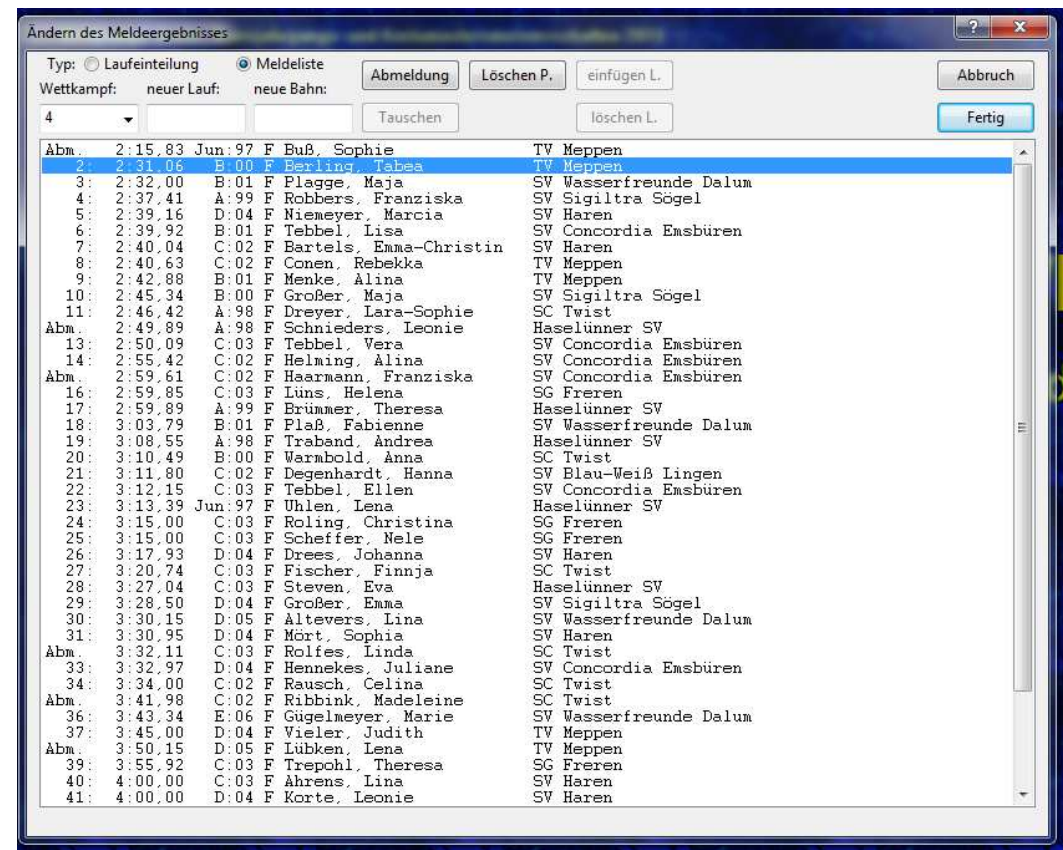 Ändern des Meldeergebnisses
Typ: Laufeinteilung Meldeliste Abmeldung Löschen P. einfügen L. Abbruch
Wettkampf: neuer Lauf: neue Bahn:
4 Tauschen löschen L. Fertig
Abm. 2:15,83 Jun:97 F Buß, Sophie TV Meppen
2: 2:31,06 B:00 F Berling, Tabea TV Meppen
3: 2:32,00 B:01 F Plagge, Maja SV Wasserfreunde Dalum
4: 2:37,41 A:99 F Robbers, Franziska SV Sigiltra Sögel
5: 2:39,16 D:04 F Niemeyer, Marcia SV Haren
6: 2:39,92 B:01 F Tebbel, Lisa SV Concordia Emsbüren
7: 2:40,04 C:02 F Bartels, Emma-Christin SV Haren
8: 2:40,63 C:02 F Conen, Rebekka TV Meppen
9: 2:42,88 B:01 F Menke, Alina TV Meppen
10: 2:45,34 B:00 F Großer, Maja SV Sigiltra Sögel
11: 2:46,42 A:98 F Dreyer, Lara-Sophie SC Twist
Abm. 2:49,89 A:98 F Schnieders, Leonie Haselünner SV
13: 2:50,09 C:03 F Tebbel, Vera SV Concordia Emsbüren
14: 2:55,42 C:02 F Helming, Alina SV Concordia Emsbüren
Abm. 2:59,61 C:02 F Haarmann, Franziska SV Concordia Emsbüren
16: 2:59,85 C:03 F Lüns, Helena SG Freren
17: 2:59,89 A:99 F Brümmer, Theresa Haselünner SV
18: 3:03,79 B:01 F Plaß, Fabienne SV Wasserfreunde Dalum
19: 3:08,55 A:98 F Traband, Andrea Haselünner SV
20: 3:10,49 B:00 F Warmbold, Anna SC Twist
21: 3:11,80 C:02 F Degenhardt, Hanna SV Blau-Weiß Lingen
22: 3:12,15 C:03 F Tebbel, Ellen SV Concordia Emsbüren
23: 3:13,39 Jun:97 F Uhlen, Lena Haselünner SV
24: 3:15,00 C:03 F Roling, Christina SG Freren
25: 3:15,00 C:03 F Scheffer, Nele SG Freren
26: 3:17,93 D:04 F Drees, Johanna SV Haren
27: 3:20,74 C:03 F Fischer, Finnja SC Twist
28: 3:27,04 C:03 F Steven, Eva Haselünner SV
29: 3:28,50 D:04 F Großer, Emma SV Sigiltra Sögel
30: 3:30,15 D:05 F Altevers, Lina SV Wasserfreunde Dalum
31: 3:30,95 D:04 F Mört, Sophia SV Haren
Abm. 3:32,11 C:03 F Rolfes, Linda SC Twist
33: 3:32,97 D:04 F Hennekes, Juliane SV Concordia Emsbüren
34: 3:34,00 C:02 F Rausch, Celina SC Twist
Abm. 3:41,98 C:02 F Ribbink, Madeleine SC Twist
36: 3:43,34 E:06 F Gügelmeyer, Marie SV Wasserfreunde Dalum
37: 3:45,00 D:04 F Vieler, Judith TV Meppen
Abm. 3:50,15 D:05 F Lübken, Lena TV Meppen
39: 3:55,92 C:03 F Trepohl, Theresa SG Freren
40: 4:00,00 C:03 F Ahrens, Lina SV Haren
41: 4:00,00 D:04 F Korte, Leonie SV Haren